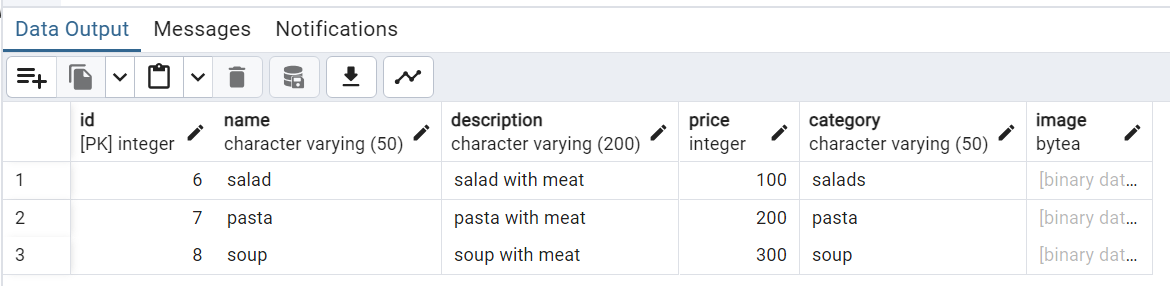 Data Output Messages Notifications
id name description price category image
[PK] integer character varying (50) character varying (200) integer character varying (50) bytea
1 6 salad salad with meat 100 salads [binary dat...
2 7 pasta pasta with meat 200 pasta [binary dat...
3 8 soup soup with meat 300 soup [binary dat...